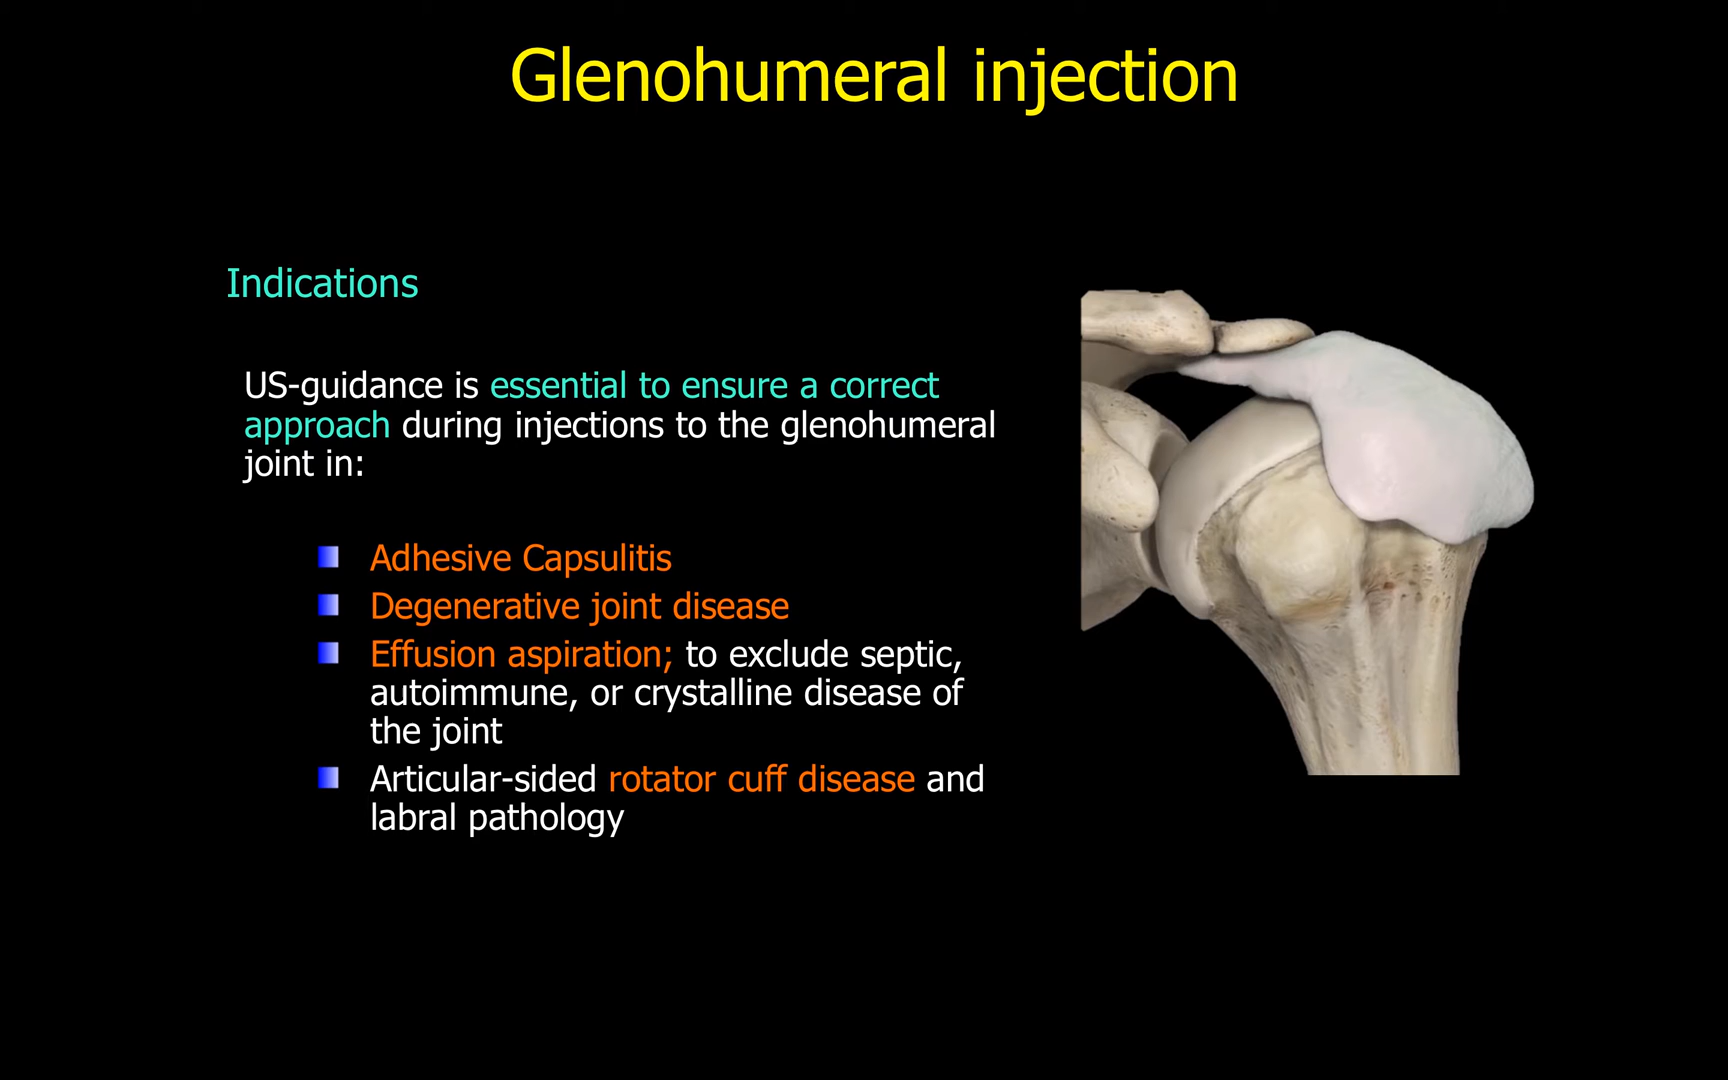 Glenohumeral injection
Indications
US-guidance is essential to ensure a correct
approach during injections to the glenohumeral
joint in:
Adhesive Capsulitis
Degenerative joint disease
Effusion aspiration; to exclude septic,
autoimmune, or crystalline disease of
the joint
Articular-sided rotator cuff disease and
labral pathology